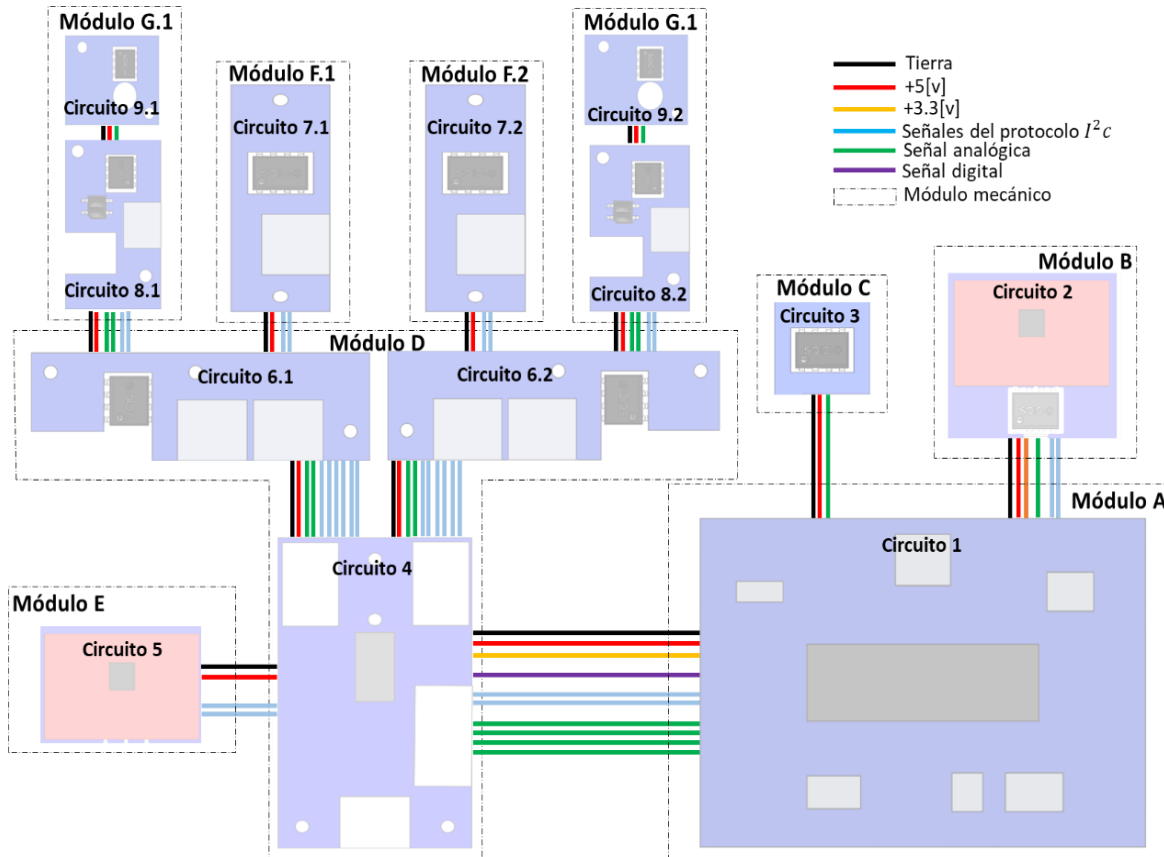 Módulo G.1
Módulo F.1
Módulo F.2
Módulo G.1
Circuito 9.1
Circuito 7.1
Circuito 7.2
Circuito 9.2
Circuito 8.1
Circuito 8.2
Tierra
+5[v]
+3.3[v]
Señales del protocolo I²c
Señal analógica
Señal digital
Módulo mecánico
Módulo D
Circuito 6.1
Circuito 6.2
Módulo C
Circuito 3
Módulo B
Circuito 2
Módulo A
Circuito 1
Circuito 4
Módulo E
Circuito 5